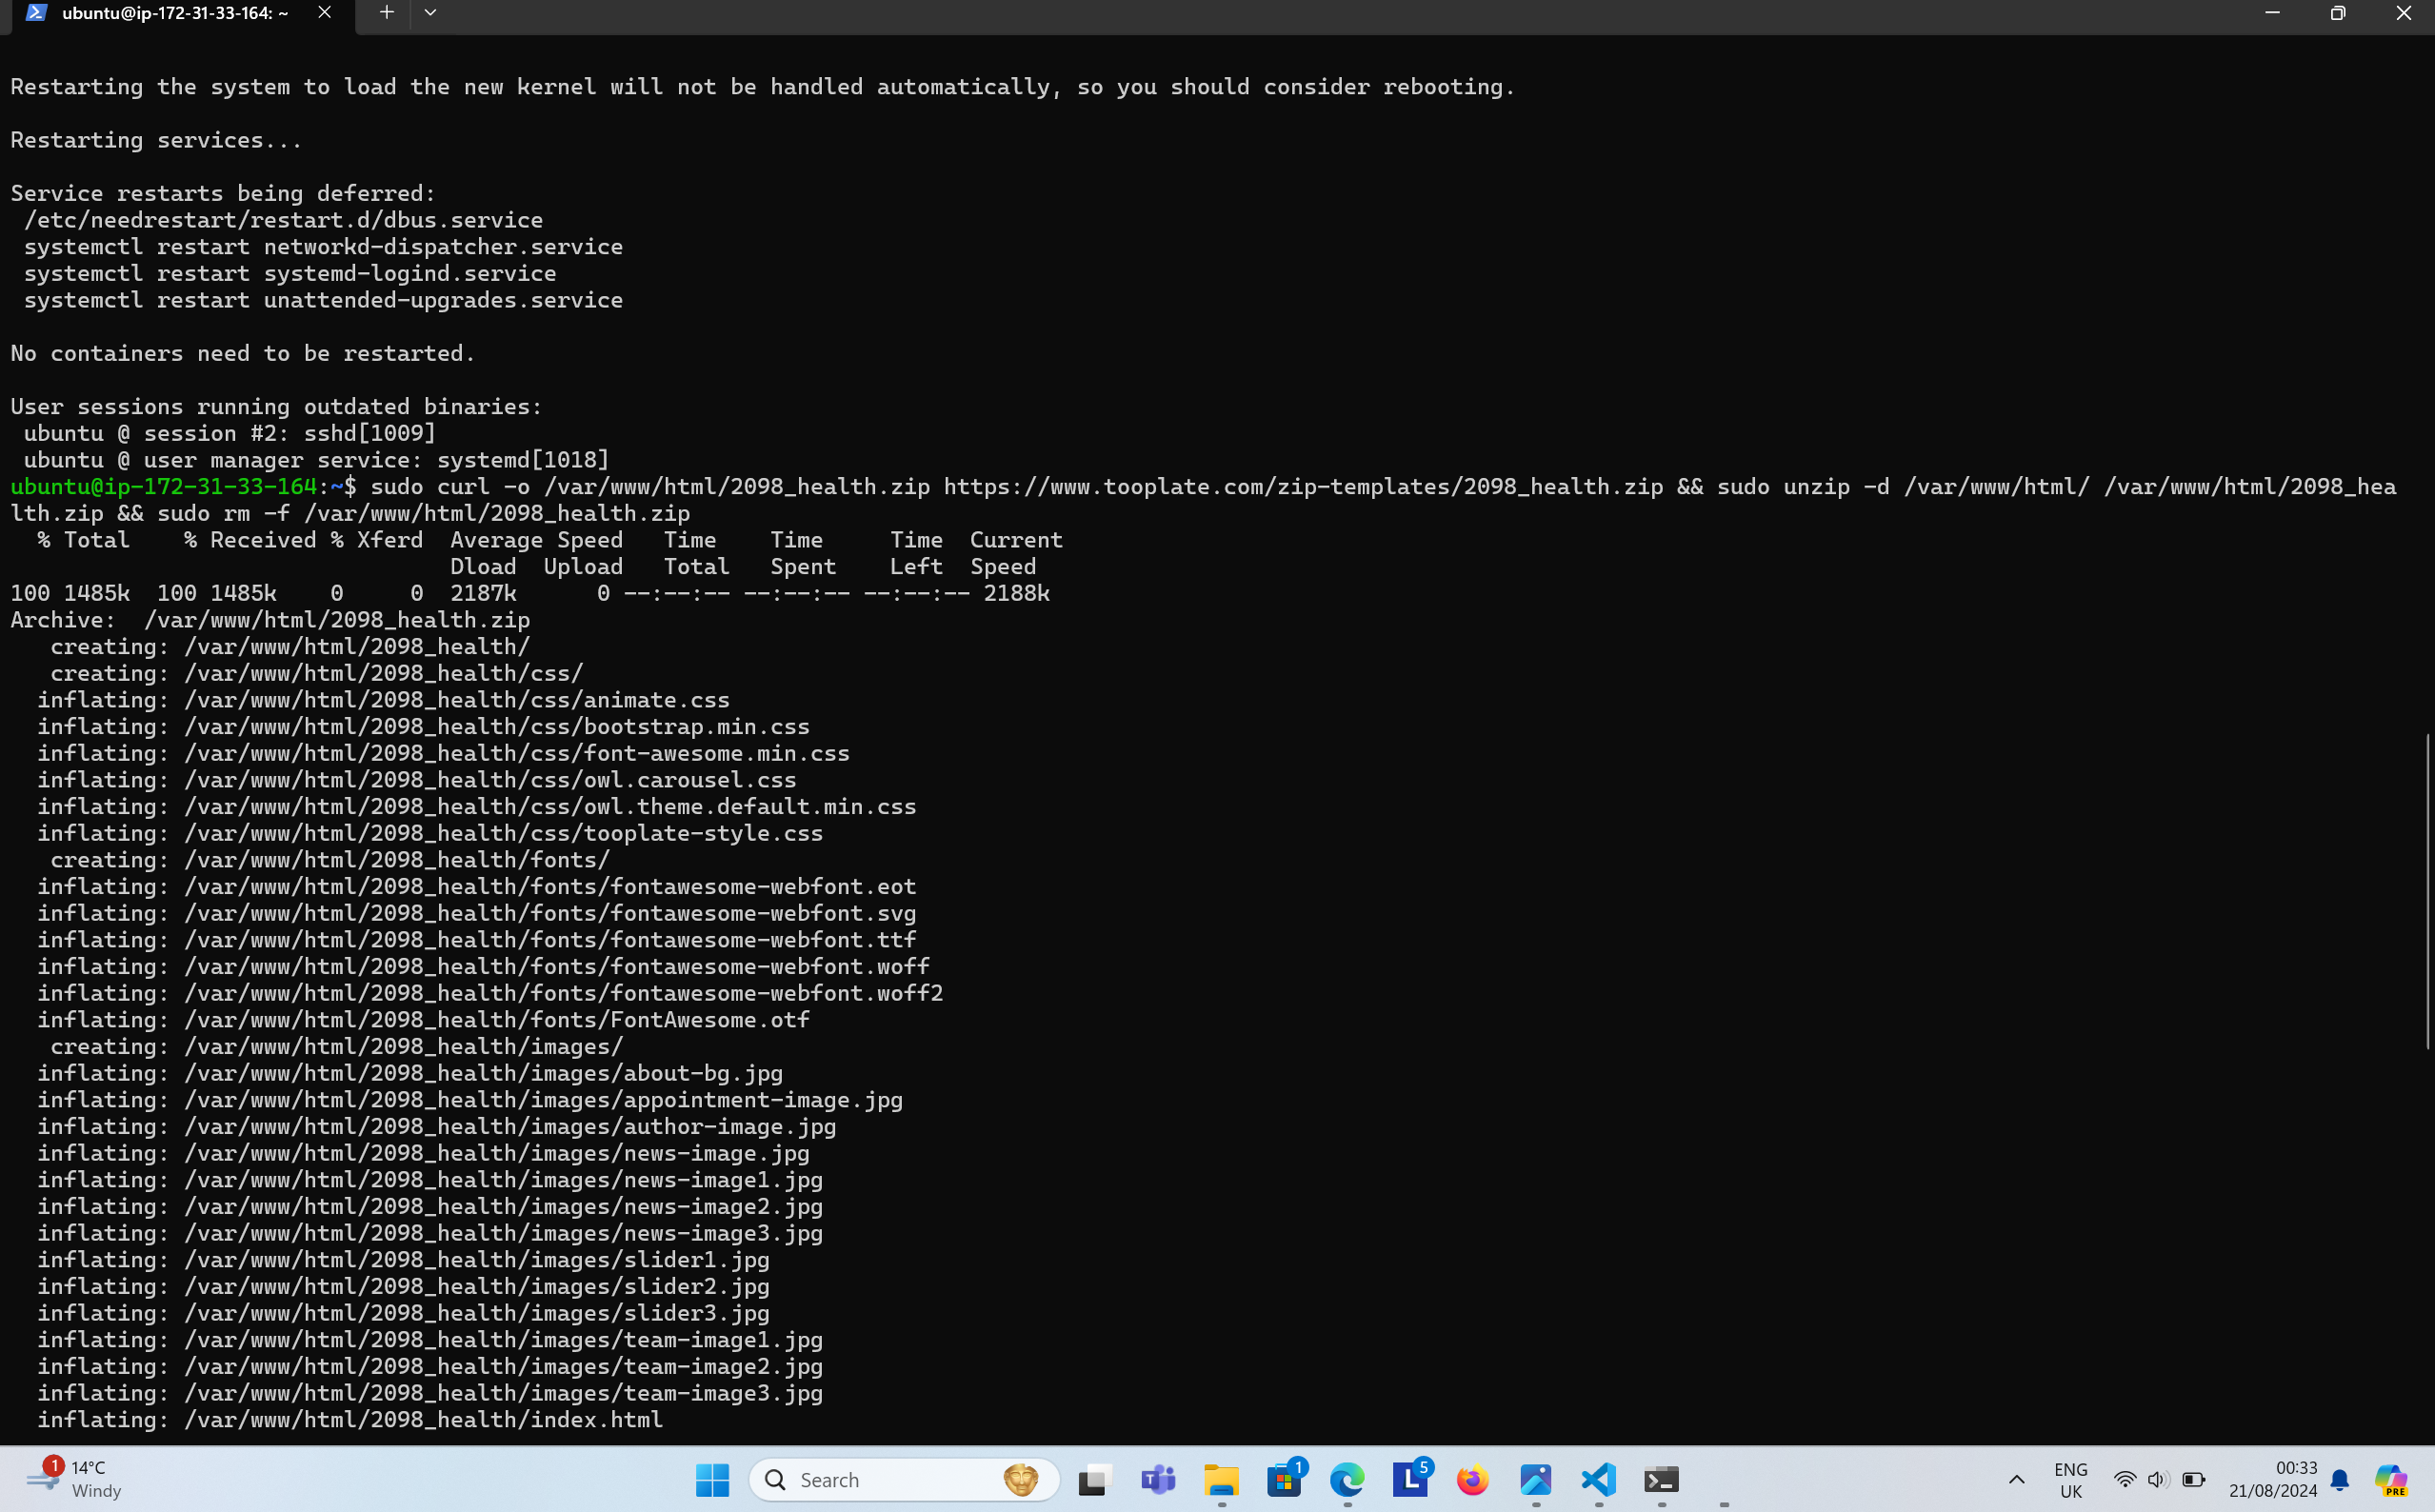 ubuntu@ip-172-31-33-164: ~
Restarting the system to load the new kernel will not be handled automatically, so you should consider rebooting.
Restarting services...
Service restarts being deferred:
 /etc/needrestart/restart.d/dbus.service
 systemctl restart networkd-dispatcher.service
 systemctl restart systemd-logind.service
 systemctl restart unattended-upgrades.service
No containers need to be restarted.
User sessions running outdated binaries:
 ubuntu @ session #2: sshd[1009]
 ubuntu @ user manager service: systemd[1018]
ubuntu@ip-172-31-33-164:~$ sudo curl -o /var/www/html/2098_health.zip https://www.tooplate.com/zip-templates/2098_health.zip && sudo unzip -d /var/www/html/ /var/www/html/2098_hea
lth.zip && sudo rm -f /var/www/html/2098_health.zip
  % Total    % Received % Xferd  Average Speed   Time    Time     Time  Current
                                 Dload  Upload   Total   Spent    Left  Speed
100 1485k  100 1485k    0     0  2187k      0 --:--:-- --:--:-- --:--:-- 2188k
Archive:  /var/www/html/2098_health.zip
   creating: /var/www/html/2098_health/
   creating: /var/www/html/2098_health/css/
  inflating: /var/www/html/2098_health/css/animate.css
  inflating: /var/www/html/2098_health/css/bootstrap.min.css
  inflating: /var/www/html/2098_health/css/font-awesome.min.css
  inflating: /var/www/html/2098_health/css/owl.carousel.css
  inflating: /var/www/html/2098_health/css/owl.theme.default.min.css
  inflating: /var/www/html/2098_health/css/tooplate-style.css
   creating: /var/www/html/2098_health/fonts/
  inflating: /var/www/html/2098_health/fonts/fontawesome-webfont.eot
  inflating: /var/www/html/2098_health/fonts/fontawesome-webfont.svg
  inflating: /var/www/html/2098_health/fonts/fontawesome-webfont.ttf
  inflating: /var/www/html/2098_health/fonts/fontawesome-webfont.woff
  inflating: /var/www/html/2098_health/fonts/fontawesome-webfont.woff2
  inflating: /var/www/html/2098_health/fonts/FontAwesome.otf
   creating: /var/www/html/2098_health/images/
  inflating: /var/www/html/2098_health/images/about-bg.jpg
  inflating: /var/www/html/2098_health/images/appointment-image.jpg
  inflating: /var/www/html/2098_health/images/author-image.jpg
  inflating: /var/www/html/2098_health/images/news-image.jpg
  inflating: /var/www/html/2098_health/images/news-image1.jpg
  inflating: /var/www/html/2098_health/images/news-image2.jpg
  inflating: /var/www/html/2098_health/images/news-image3.jpg
  inflating: /var/www/html/2098_health/images/slider1.jpg
  inflating: /var/www/html/2098_health/images/slider2.jpg
  inflating: /var/www/html/2098_health/images/slider3.jpg
  inflating: /var/www/html/2098_health/images/team-image1.jpg
  inflating: /var/www/html/2098_health/images/team-image2.jpg
  inflating: /var/www/html/2098_health/images/team-image3.jpg
  inflating: /var/www/html/2098_health/index.html
1
14°C
Windy
Search
T
1
L
5
ENG
UK
00:33
21/08/2024
PRE